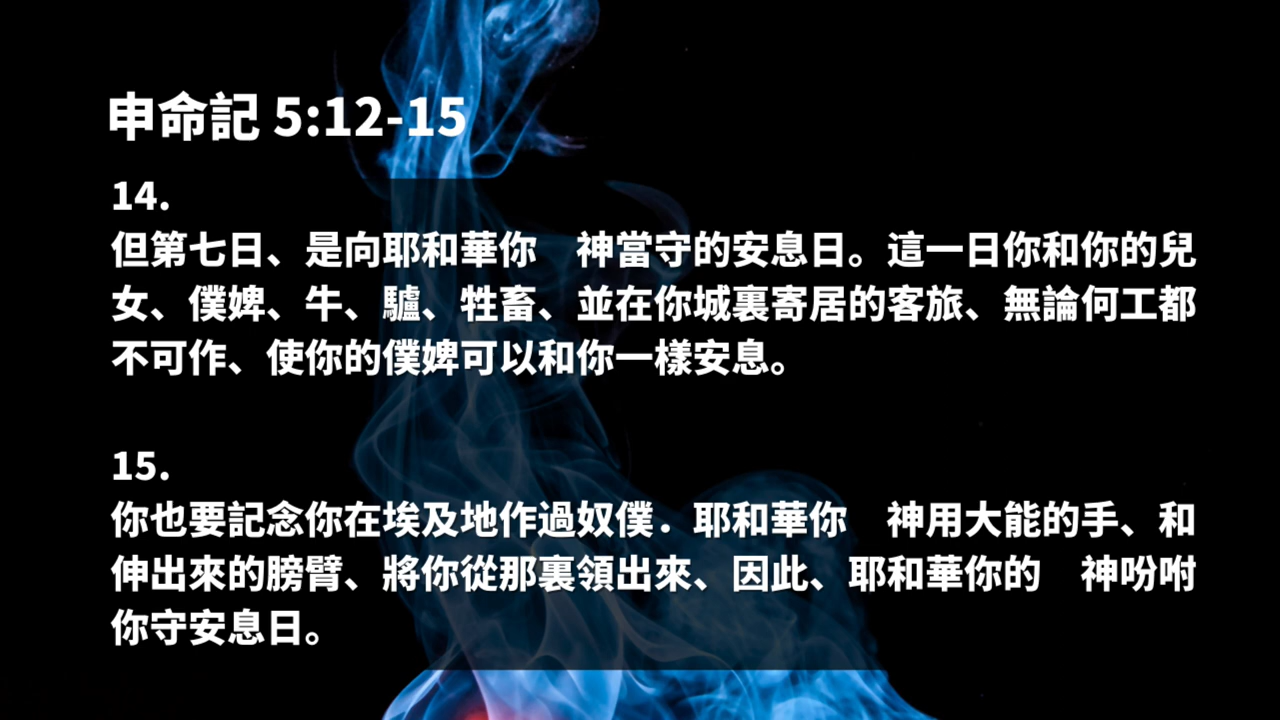 申命記 5:12-15
14.
但第七日、是向耶和華你　神當守的安息日。這一日你和你的兒
女、僕婢、牛、驢、牲畜、並在你城裏寄居的客旅、無論何工都
不可作、使你的僕婢可以和你一樣安息。
15.
你也要記念你在埃及地作過奴僕．耶和華你　神用大能的手、和
伸出來的膀臂、將你從那裏領出來、因此、耶和華你的　神吩咐
你守安息日。